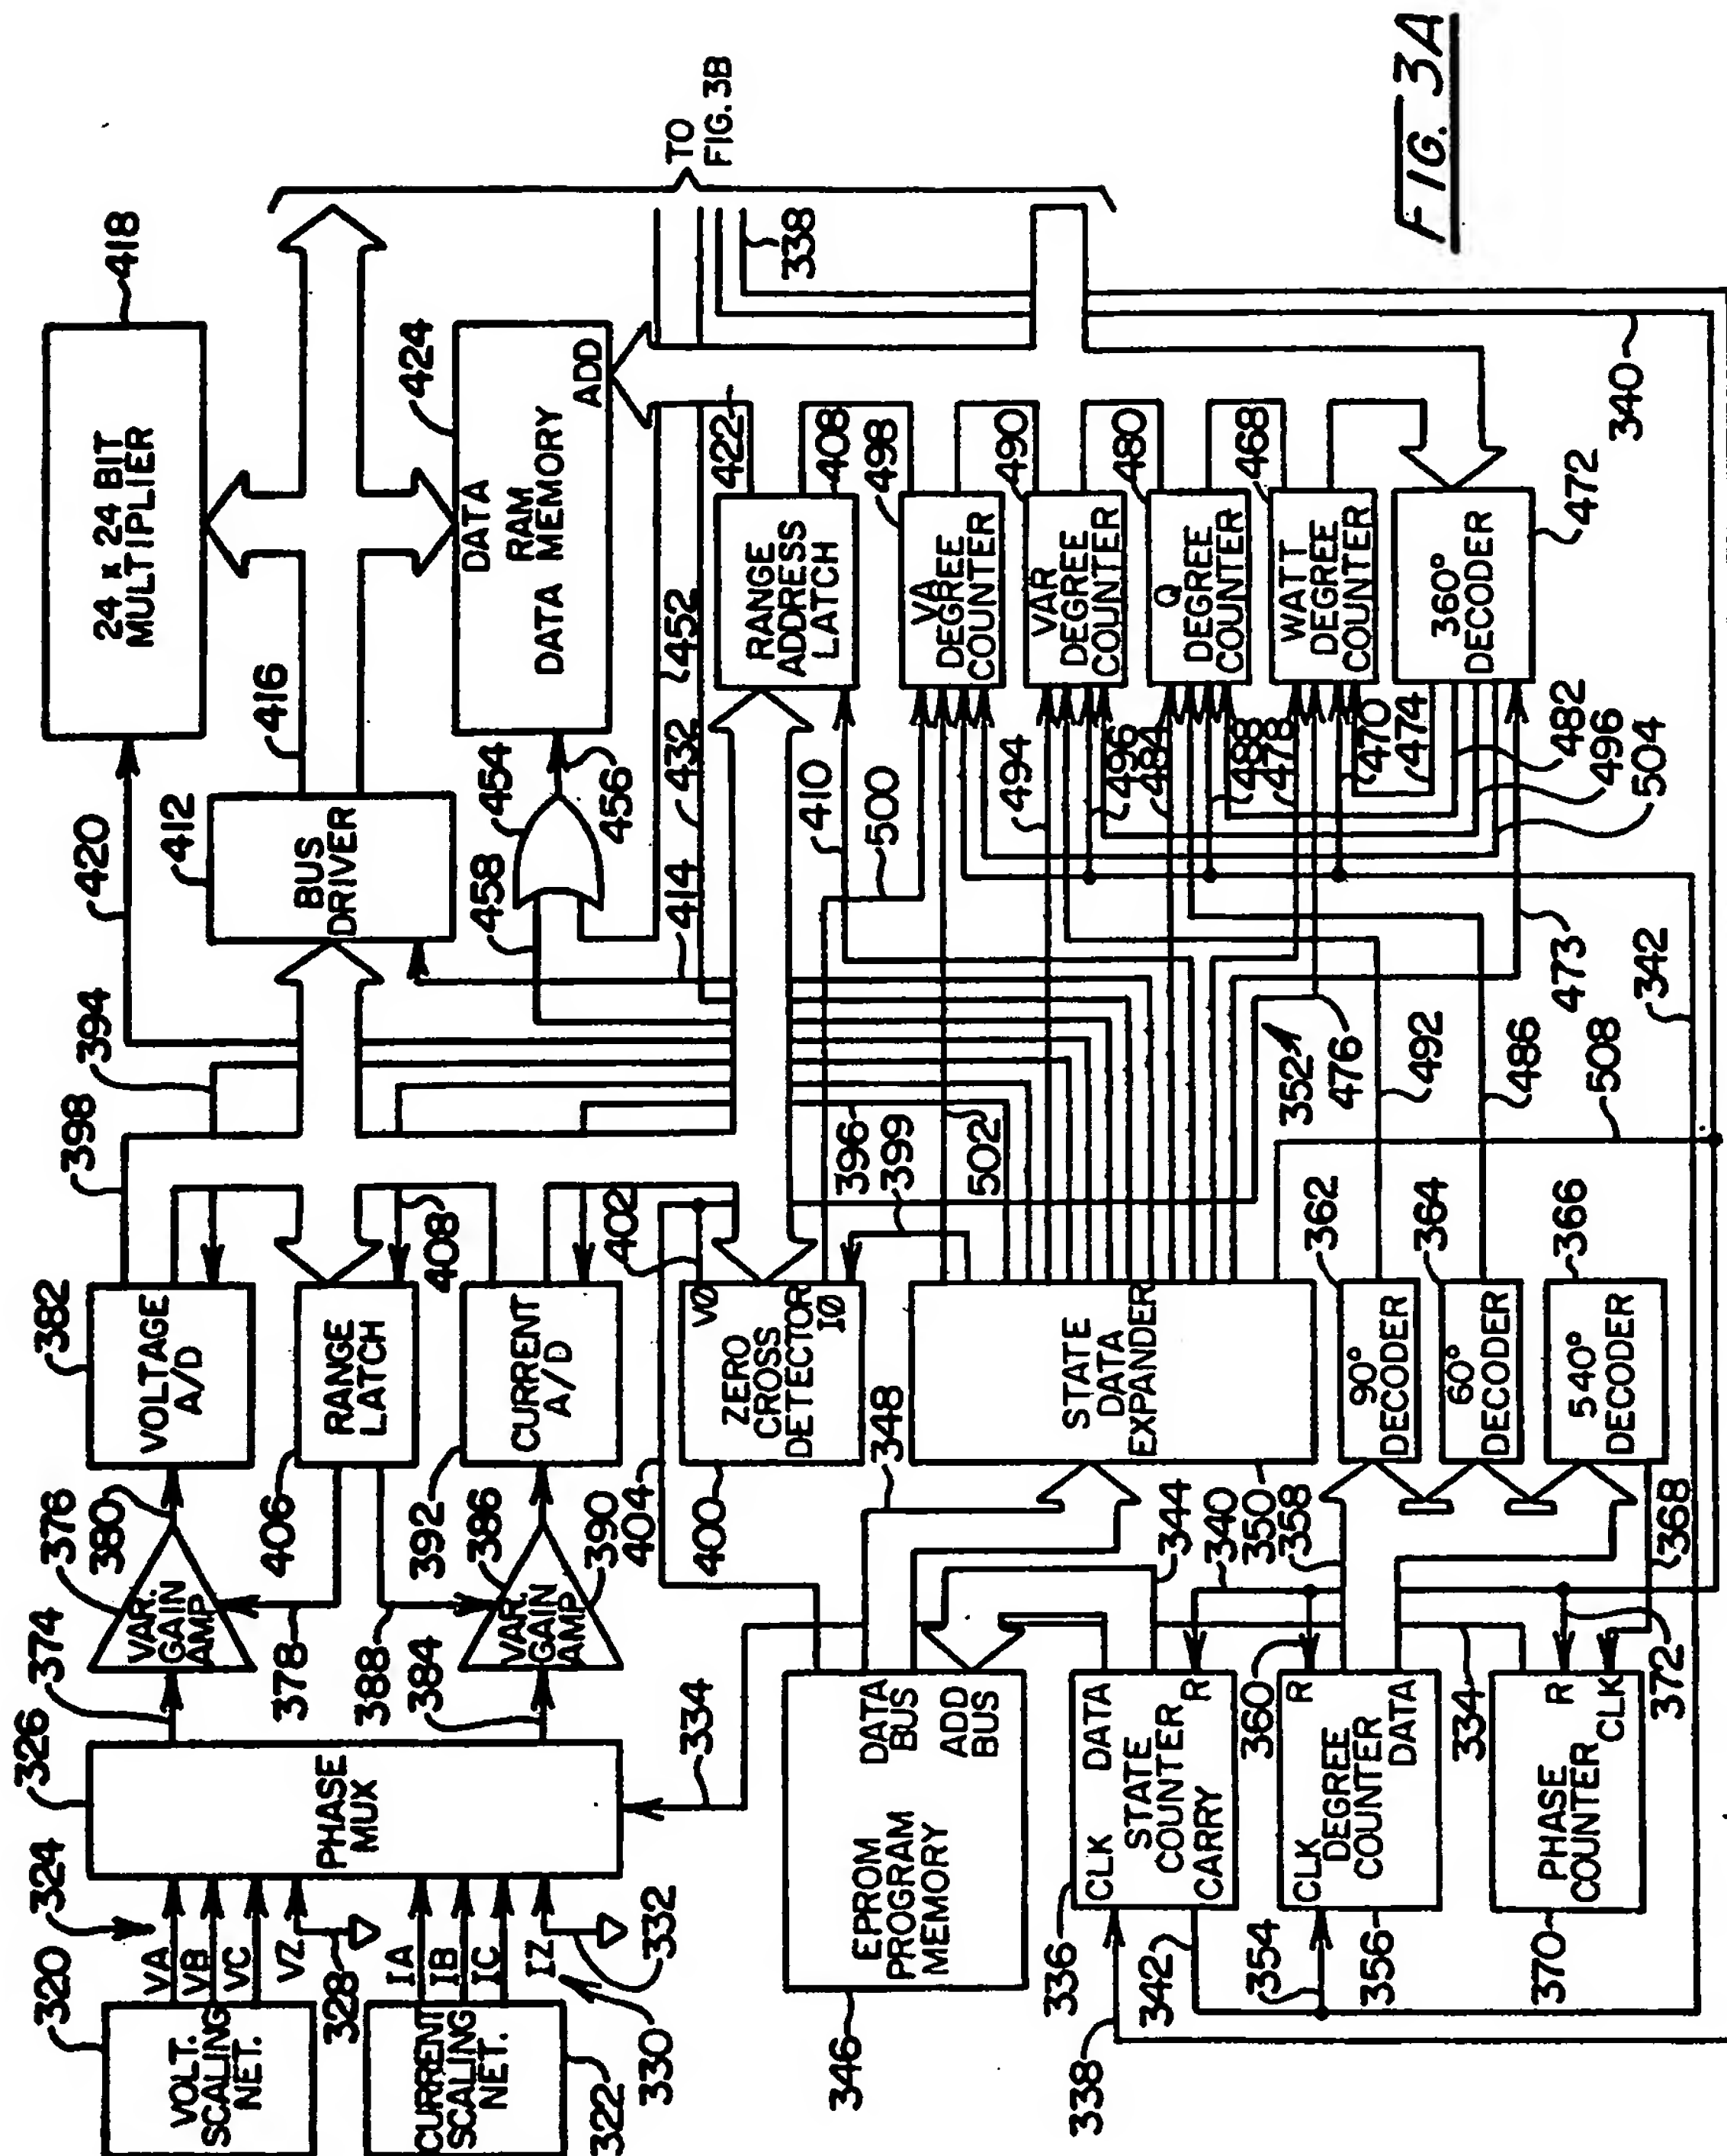 320
VOLT.
SCALING
NET.
324
VA
VB
VC
VZ
328
CURRENT
SCALING
NET.
322
IA
IB
IC
IZ
330
332
326
PHASE
MUX
334
374
376
VAR.
GAIN
AMP
380
378
388
384
VAR.
GAIN
AMP
386
390
382
VOLTAGE
A/D
406
RANGE
LATCH
392
CURRENT
A/D
398
394
408
402
404
400
VØ
ZERO
CROSS
DETECTOR
IØ
396
399
502
420
412
BUS
DRIVER
416
24 x 24 BIT
MULTIPLIER
418
458
454
456
414
432
452
DATA
RAM
DATA MEMORY
ADD
424
TO
FIG. 3B
338
422
RANGE
ADDRESS
LATCH
408
410
500
VA
DEGREE
COUNTER
498
VAR
DEGREE
COUNTER
490
494
496
Q
DEGREE
COUNTER
480
484
488
WATT
DEGREE
COUNTER
468
478
470
474
360°
DECODER
472
482
496
504
473
342
340
352
476
492
486
508
346
EPROM
PROGRAM
MEMORY
DATA
BUS
ADD
BUS
348
STATE
DATA
EXPANDER
350
344
340
358
336
338
CLK
DATA
STATE
COUNTER
R
CARRY
342
354
356
CLK
R
DEGREE
COUNTER
DATA
360
334
370
PHASE
COUNTER
R
CLK
372
368
90°
DECODER
362
60°
DECODER
364
540°
DECODER
366
FIG. 3A